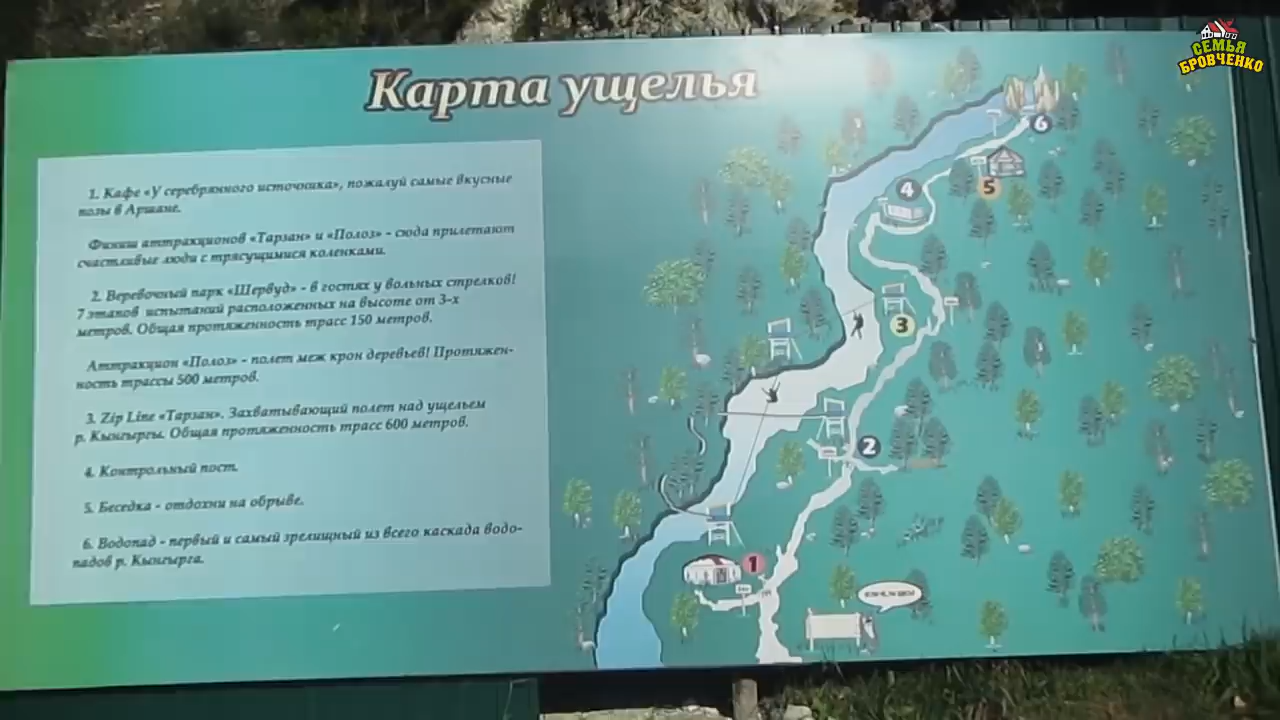 СЕМЬЯ
БРОВЧЕНКО
Карта ущелья
1. Кафе «У серебрянного источника», пожалуй самые вкусные
позы в Аршане.
Финиш аттракционов «Тарзан» и «Полоз» - сюда прилетают
счастливые люди с трясущимися коленками.
2. Веревочный парк «Шервуд» - в гостях у вольных стрелков!
7 этапов испытаний расположенных на высоте от 3-х
метров. Общая протяженность трасс 150 метров.
Аттракцион «Полоз» - полет меж крон деревьев! Протяжен-
ность трассы 500 метров.
3. Zip Line «Тарзан». Захватывающий полет над ущельем
р. Кынгыргы. Общая протяженность трасс 600 метров.
4. Контрольный пост.
5. Беседка - отдохни на обрыве.
6. Водопад - первый и самый зрелищный из всего каскада водо-
падов р. Кынгырга.
6
5
4
3
2
1